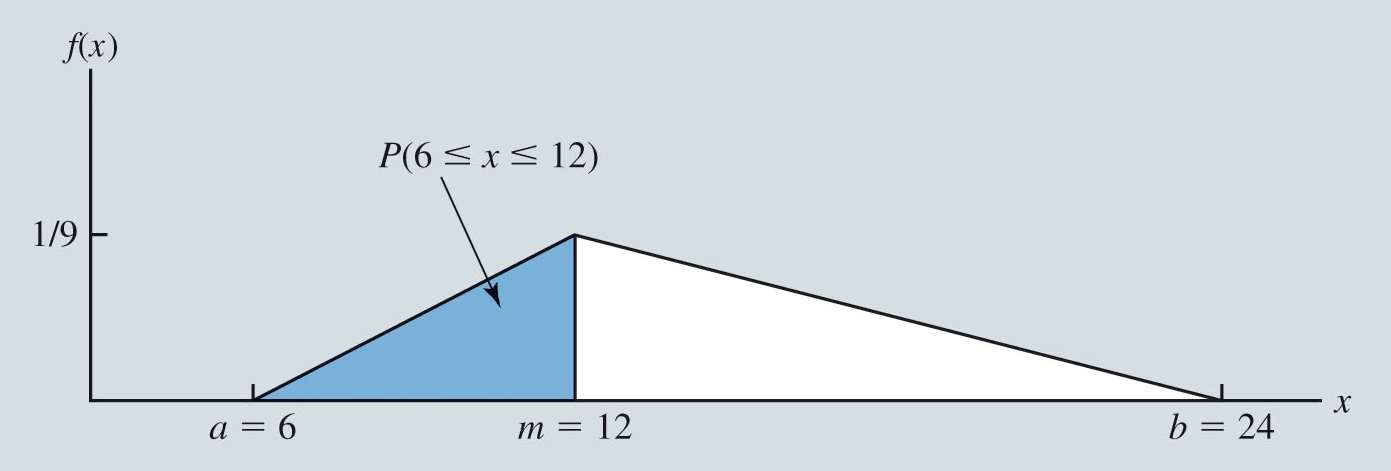 f(x)
P(6 ≤ x ≤ 12)
1/9
x
a = 6
m = 12
b = 24